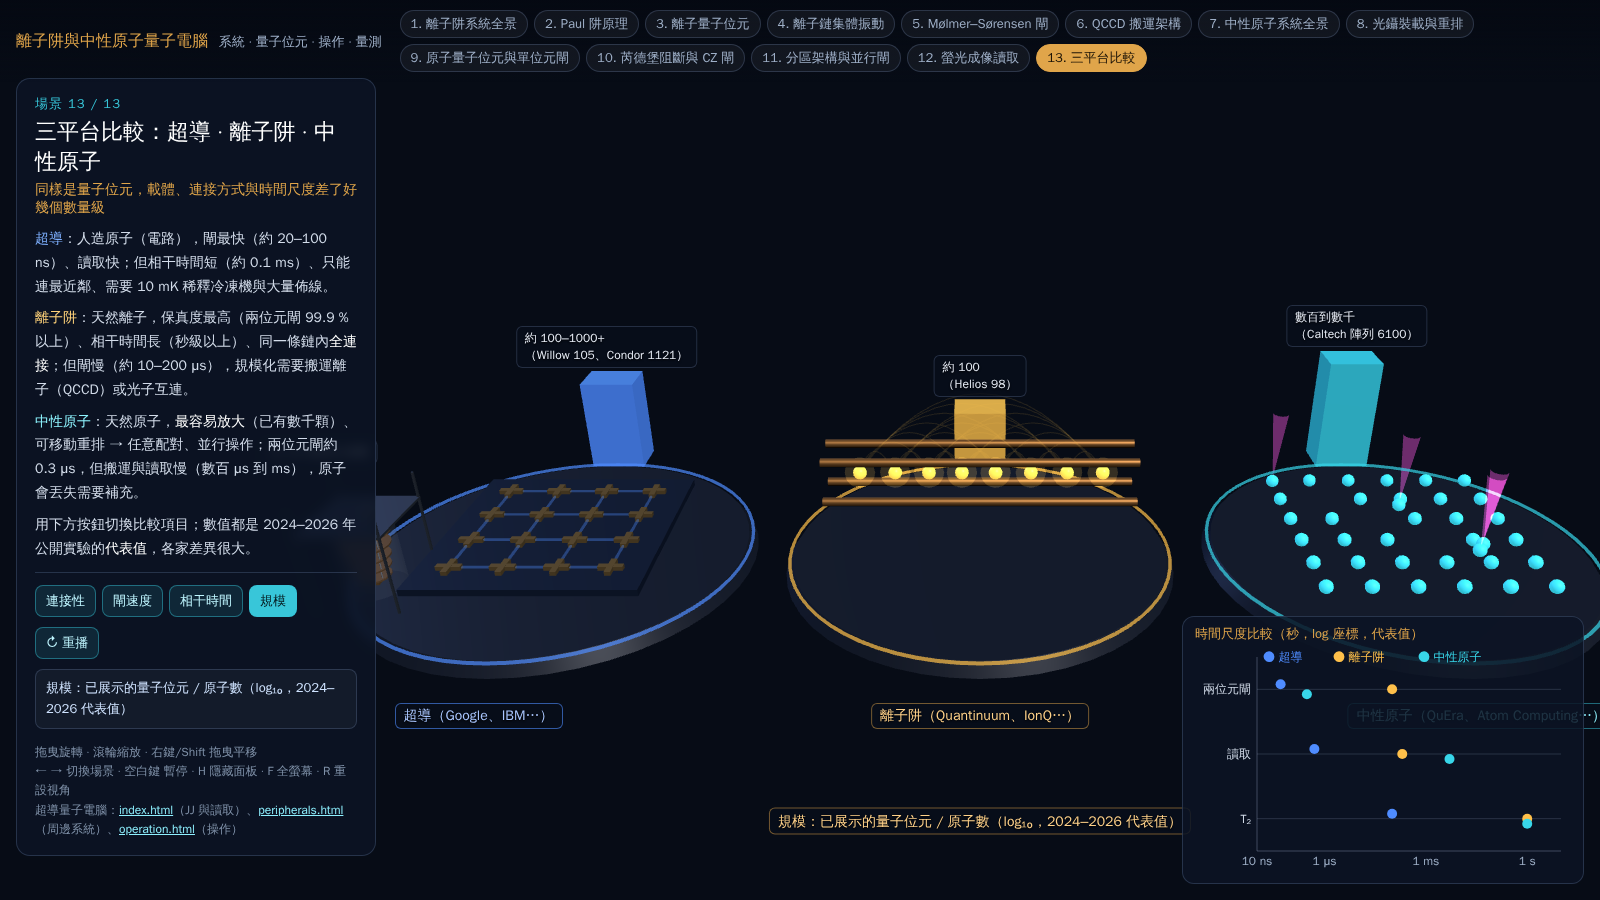 離子阱與中性原子量子電腦 系統 · 量子位元 · 操作 · 量測
1. 離子阱系統全景
2. Paul 阱原理
3. 離子量子位元
4. 離子鏈集體振動
5. Mølmer–Sørensen 閘
6. QCCD 搬運架構
7. 中性原子系統全景
8. 光鑷裝載與重排
9. 原子量子位元與單位元閘
10. 芮德堡阻斷與 CZ 閘
11. 分區架構與並行閘
12. 螢光成像讀取
13. 三平台比較
場景 13 / 13
三平台比較：超導 · 離子阱 · 中
性原子
同樣是量子位元，載體、連接方式與時間尺度差了好
幾個數量級
超導：人造原子（電路），閘最快（約 20–100
ns）、讀取快；但相干時間短（約 0.1 ms）、只能
連最近鄰、需要 10 mK 稀釋冷凍機與大量佈線。
離子阱：天然離子，保真度最高（兩位元閘 99.9 %
以上）、相干時間長（秒級以上）、同一條鏈內全連
接；但閘慢（約 10–200 µs），規模化需要搬運離
子（QCCD）或光子互連。
中性原子：天然原子，最容易放大（已有數千顆）、
可移動重排 → 任意配對、並行操作；兩位元閘約
0.3 µs，但搬運與讀取慢（數百 µs 到 ms），原子
會丟失需要補充。
用下方按鈕切換比較項目；數值都是 2024–2026 年
公開實驗的代表值，各家差異很大。
連接性
閘速度
相干時間
規模
↻ 重播
規模：已展示的量子位元 / 原子數（log₁₀，2024–
2026 代表值）
拖曳旋轉 · 滾輪縮放 · 右鍵/Shift 拖曳平移
← → 切換場景 · 空白鍵 暫停 · H 隱藏面板 · F 全螢幕 · R 重
設視角
超導量子電腦：index.html（JJ 與讀取）、peripherals.html
（周邊系統）、operation.html（操作）
約 100–1000+
（Willow 105、Condor 1121）
約 100
（Helios 98）
數百到數千
（Caltech 陣列 6100）
超導（Google、IBM…）
離子阱（Quantinuum、IonQ…）
中性原子（QuEra、Atom Computing…）
規模：已展示的量子位元 / 原子數（log₁₀，2024–2026 代表值）
時間尺度比較（秒，log 座標，代表值）
超導
離子阱
中性原子
兩位元閘
讀取
T₂
10 ns
1 µs
1 ms
1 s